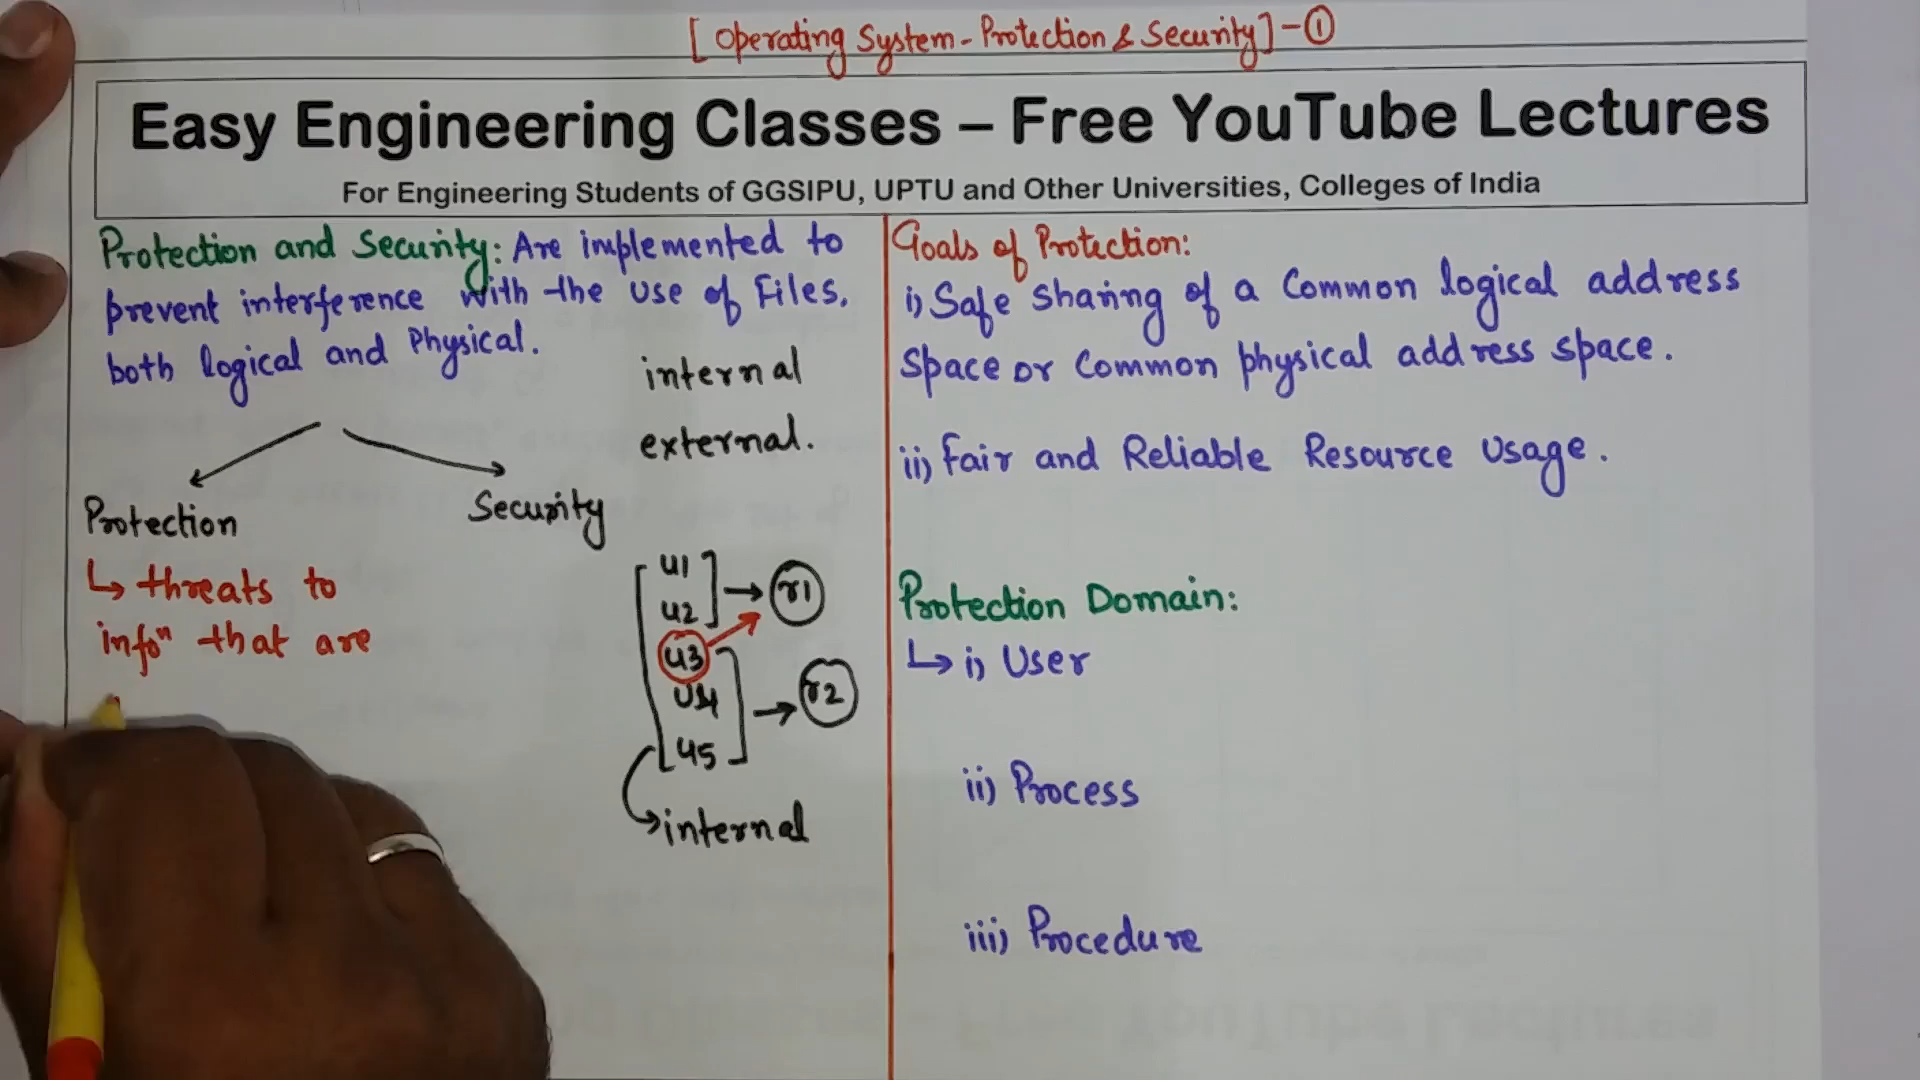 [Operating System - Protection & Security] - ①
Easy Engineering Classes – Free YouTube Lectures
For Engineering Students of GGSIPU, UPTU and Other Universities, Colleges of India
Protection and Security: Are implemented to
prevent interference with the use of Files,
both logical and Physical.
internal
external.
Protection
Security
↳ threats to
infoⁿ that are
u1
u2
u3
u4
u5
→ r1
→ r2
internal
Goals of Protection:
i) Safe sharing of a Common logical address
space or Common physical address space.
ii) Fair and Reliable Resource Usage.
Protection Domain:
↳ i) User
ii) Process
iii) Procedure